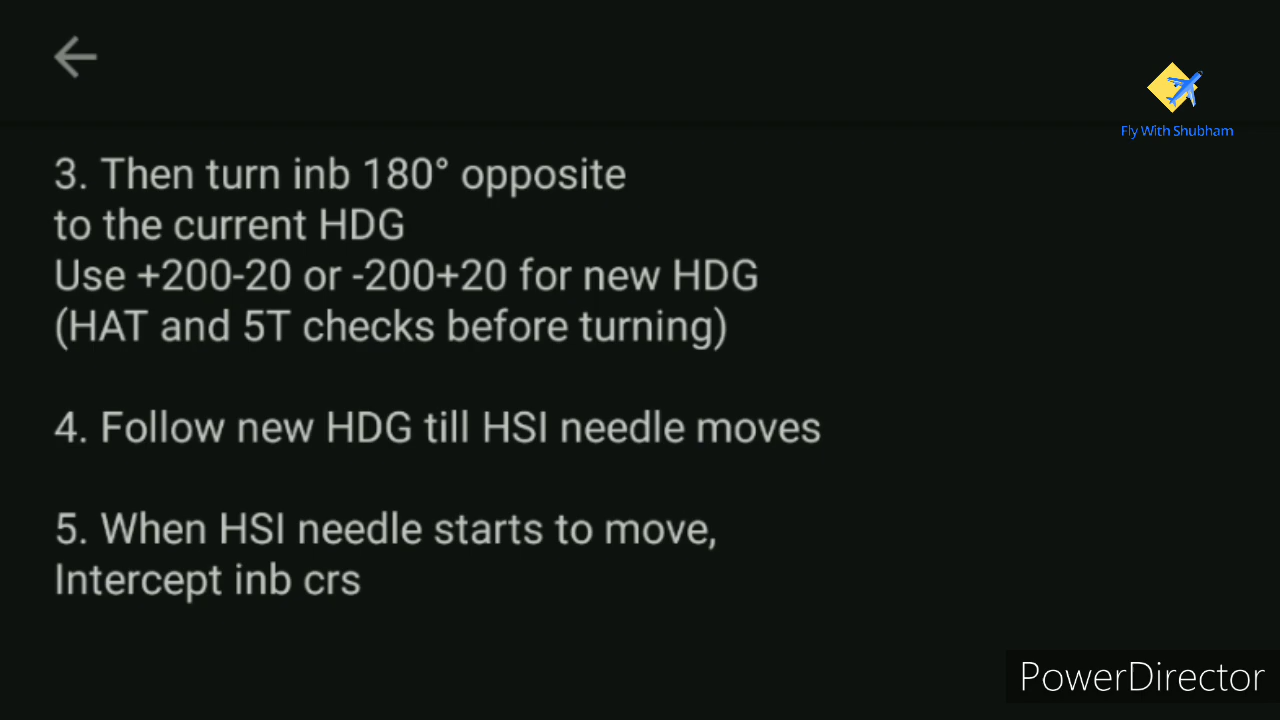 Fly With Shubham
3. Then turn inb 180° opposite
to the current HDG
Use +200-20 or -200+20 for new HDG
(HAT and 5T checks before turning)
4. Follow new HDG till HSI needle moves
5. When HSI needle starts to move,
Intercept inb crs
PowerDirector